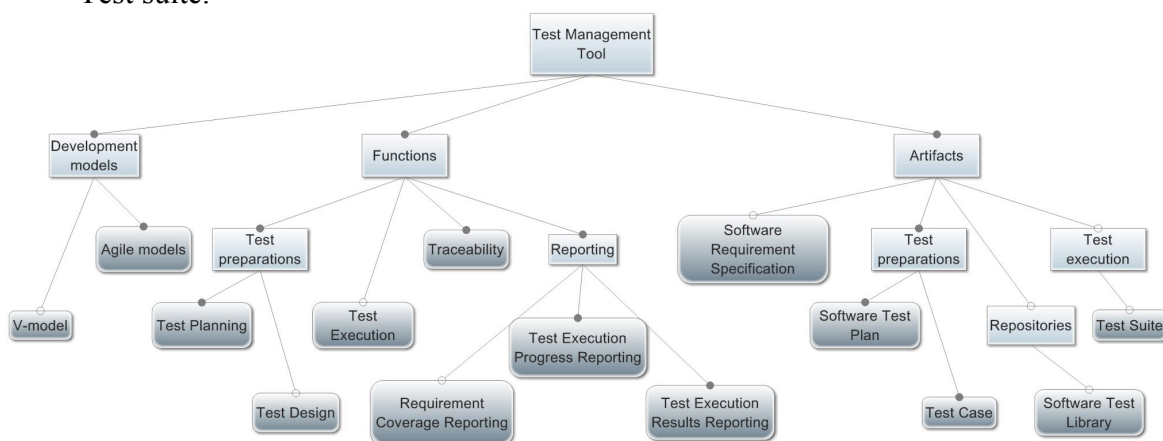 Test suite.
Test Management
Tool
Development
models
Functions
Artifacts
Agile models
Test
preparations
Traceability
Reporting
Software
Requirement
Specification
Test
preparations
Test
execution
V-model
Test Planning
Test
Execution
Test Execution
Progress Reporting
Software Test
Plan
Repositories
Test Suite
Test Design
Requirement
Coverage Reporting
Test Execution
Results Reporting
Test Case
Software Test
Library